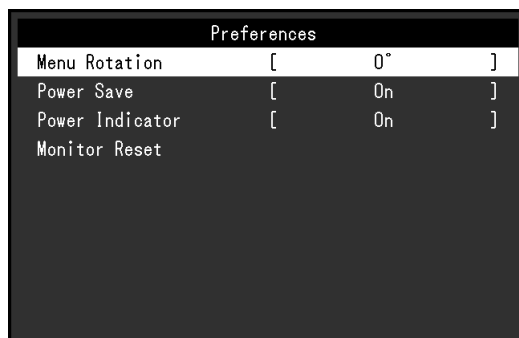 Preferences
Menu Rotation [ 0° ]
Power Save [ On ]
Power Indicator [ On ]
Monitor Reset